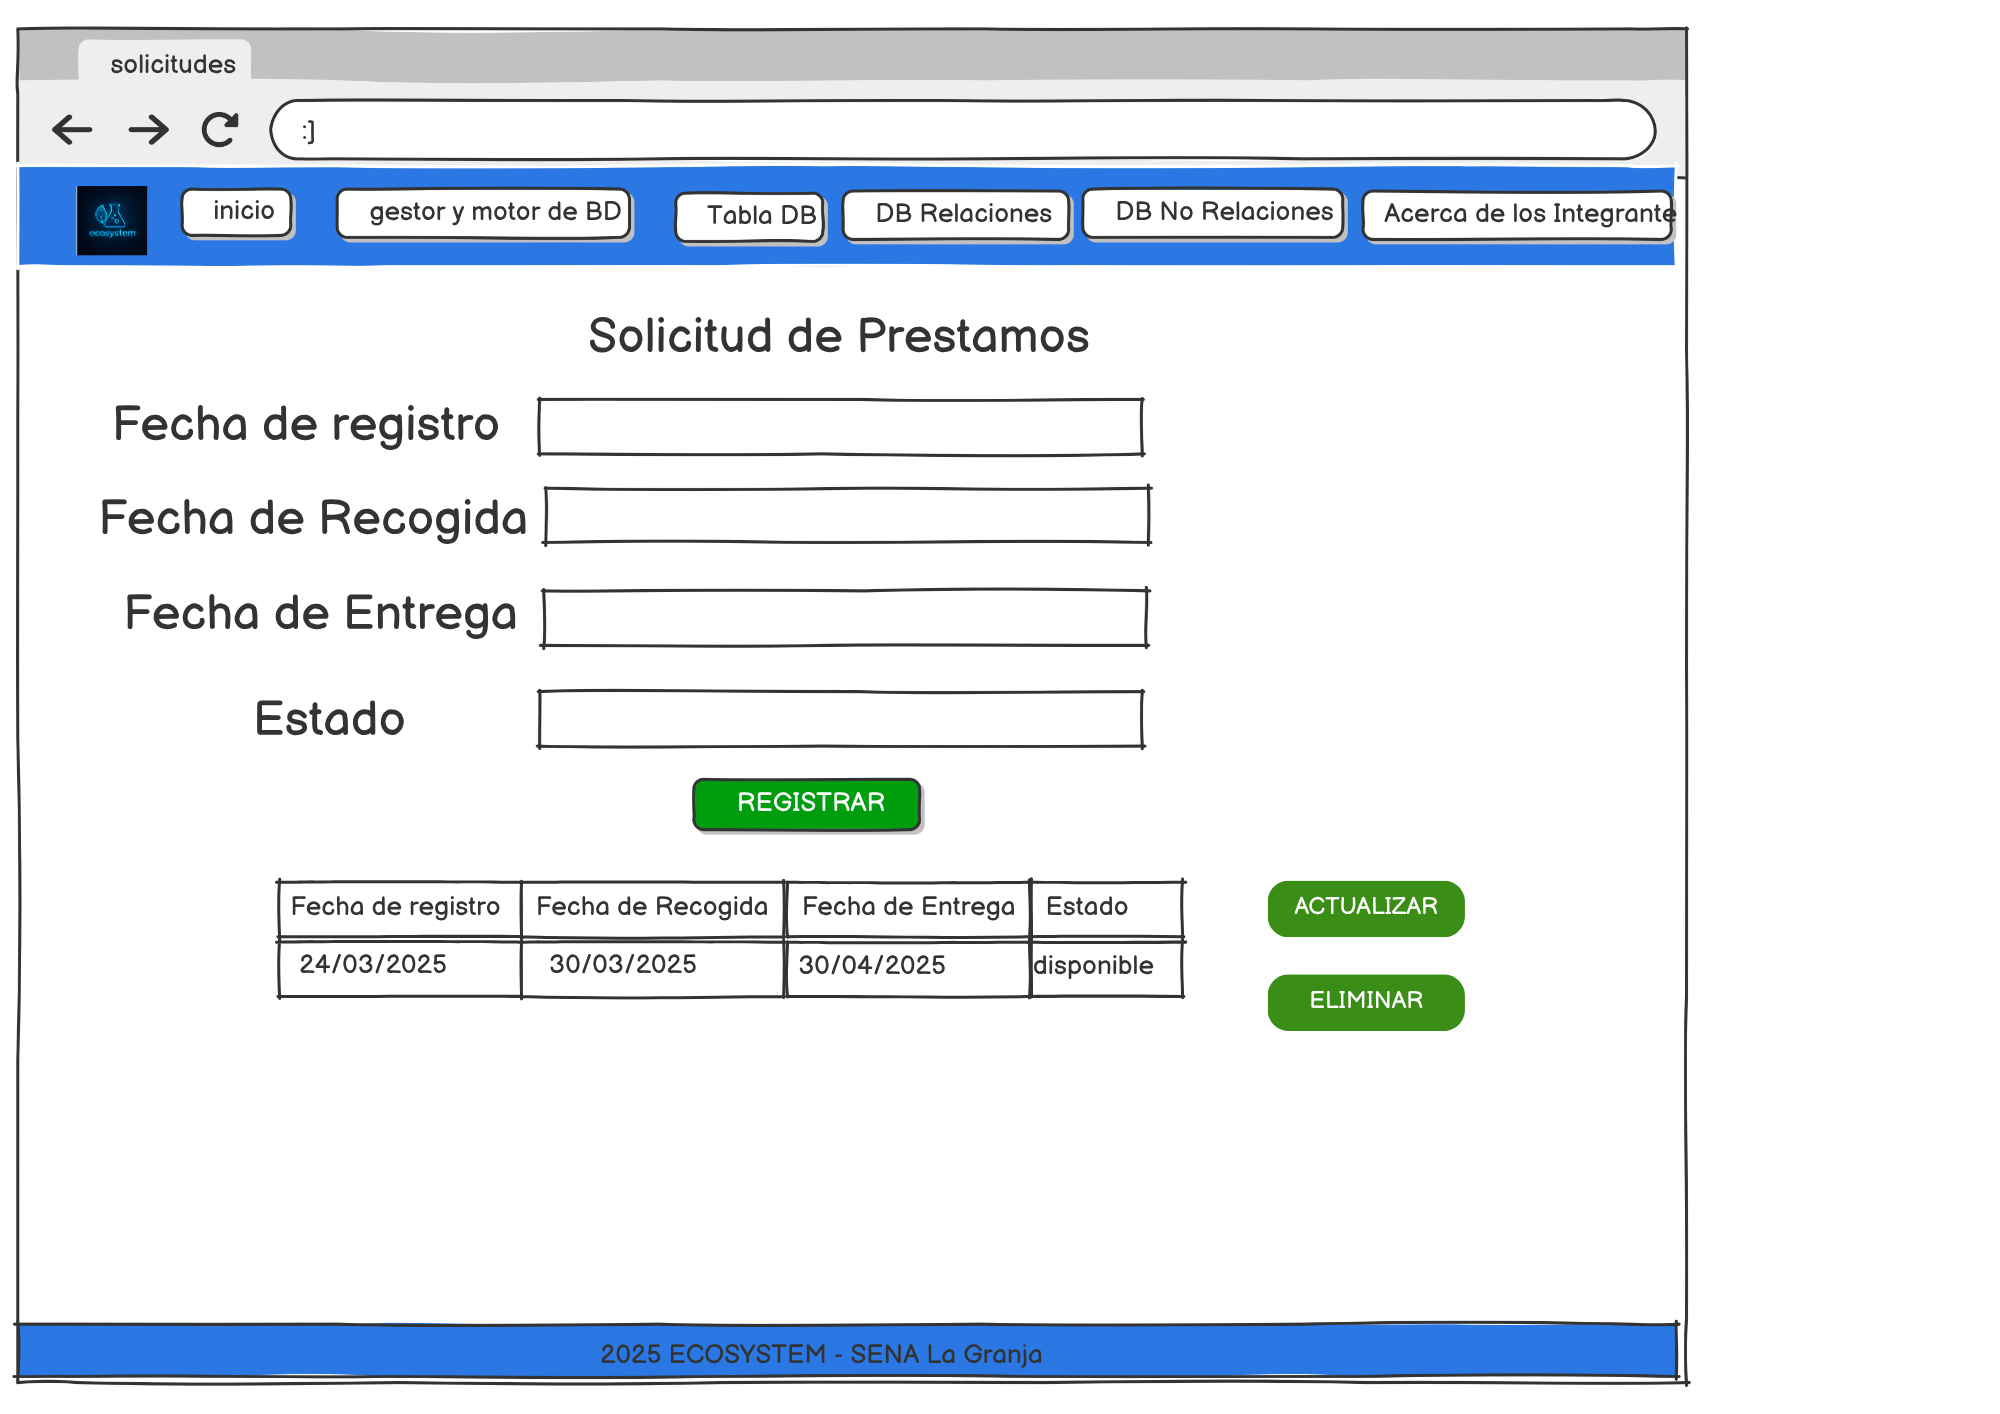 solicitudes
:]
ecosystem
inicio
gestor y motor de BD
Tabla DB
DB Relaciones
DB No Relaciones
Acerca de los Integrante
Solicitud de Prestamos
Fecha de registro
Fecha de Recogida
Fecha de Entrega
Estado
REGISTRAR
Fecha de registro Fecha de Recogida Fecha de Entrega Estado
24/03/2025 30/03/2025 30/04/2025 disponible
ACTUALIZAR
ELIMINAR
2025 ECOSYSTEM - SENA La Granja